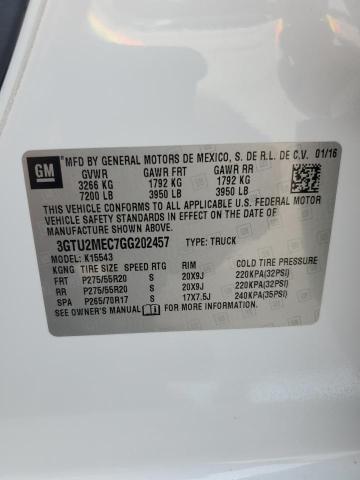 GM
MFD BY GENERAL MOTORS DE MEXICO, S. DE R.L. DE C.V. 01/16
GVWR GAWR FRT GAWR RR
3266 KG 1792 KG 1792 KG
7200 LB 3950 LB 3950 LB
THIS VEHICLE CONFORMS TO ALL APPLICABLE U.S. FEDERAL MOTOR
VEHICLE SAFETY STANDARDS IN EFFECT ON THE DATE OF
MANUFACTURE SHOWN ABOVE.
3GTU2MEC7GG202457 TYPE: TRUCK
MODEL: K15543
KGNG TIRE SIZE SPEED RTG RIM COLD TIRE PRESSURE
FRT P275/55R20 S 20X9J 220KPA(32PSI)
RR P275/55R20 S 20X9J 220KPA(32PSI)
SPA P265/70R17 S 17X7.5J 240KPA(35PSI)
SEE OWNER'S MANUAL FOR MORE INFORMATION.